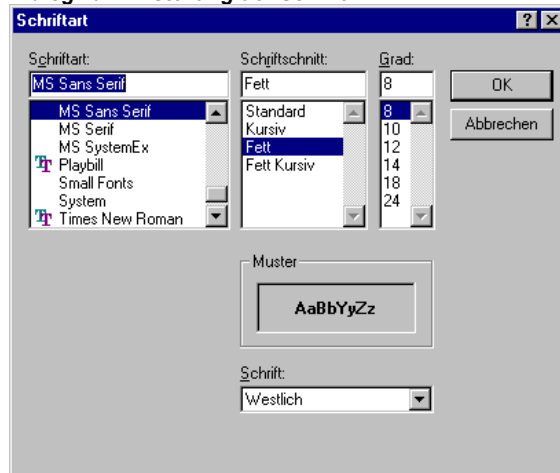 Schriftart
Schriftart: Schriftschnitt: Grad:
MS Sans Serif Fett 8 OK
MS Sans Serif Standard 8 Abbrechen
MS Serif Kursiv 10
MS SystemEx Fett 12
Playbill Fett Kursiv 14
Small Fonts 18
System 24
Times New Roman
Muster
AaBbYyZz
Schrift:
Westlich